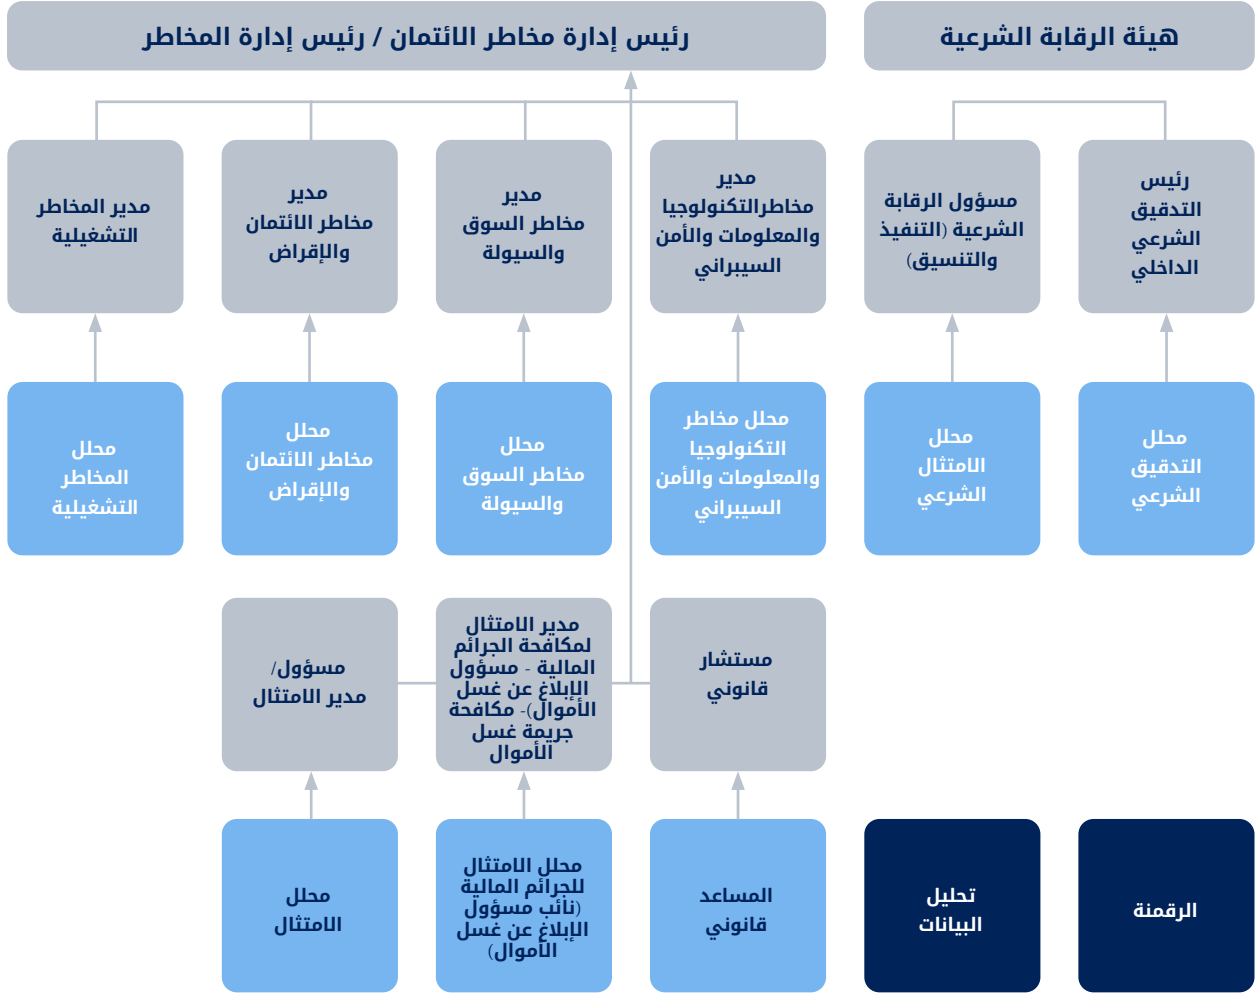 هيئة الرقابة الشرعية
رئيس إدارة مخاطر الائتمان / رئيس إدارة المخاطر
رئيس
التدقيق
الشرعي
الداخلي
مسؤول الرقابة
الشرعية (التنفيذ
والتنسيق)
مدير
مخاطرالتكنولوجيا
والمعلومات والأمن
السيبراني
مدير
مخاطر السوق
والسيولة
مدير
مخاطر الائتمان
والإقراض
مدير المخاطر
التشغيلية
محلل
التدقيق
الشرعي
محلل
الامتثال
الشرعي
محلل مخاطر
التكنولوجيا
والمعلومات والأمن
السيبراني
محلل
مخاطر السوق
والسيولة
محلل
مخاطر الائتمان
والإقراض
محلل
المخاطر
التشغيلية
مستشار
قانوني
مدير الامتثال
لمكافحة الجرائم
المالية - مسؤول
الإبلاغ عن غسل
الأموال)- مكافحة
جريمة غسل
الأموال
مسؤول/
مدير الامتثال
الرقمنة
تحليل
البيانات
المساعد
قانوني
محلل الامتثال
للجرائم المالية
(نائب مسؤول
الإبلاغ عن غسل
الأموال)
محلل
الامتثال